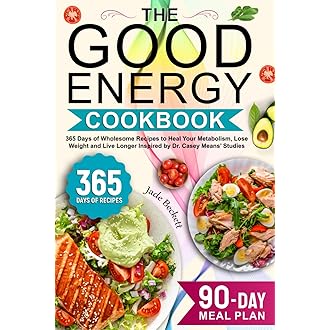 THE
GOOD
ENERGY
COOKBOOK
365 Days of Wholesome Recipes to Heal Your Metabolism, Lose
Weight and Live Longer Inspired by Dr. Casey Means' Studies
365
DAYS OF RECIPES
Jade Beckett
90-DAY
MEAL PLAN